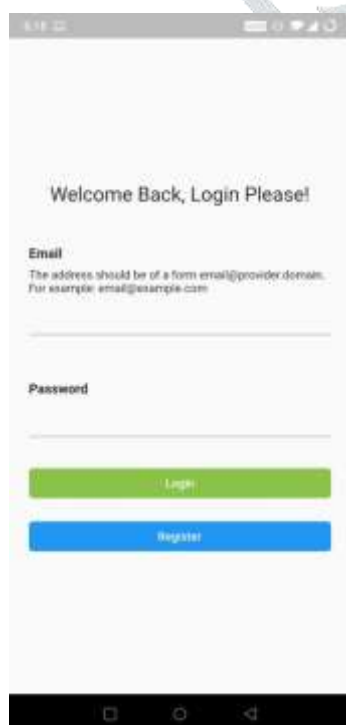 Welcome Back, Login Please!
Email
The address should be of a form email@provider.domain.
For example: email@example.com
Password
Login
Register